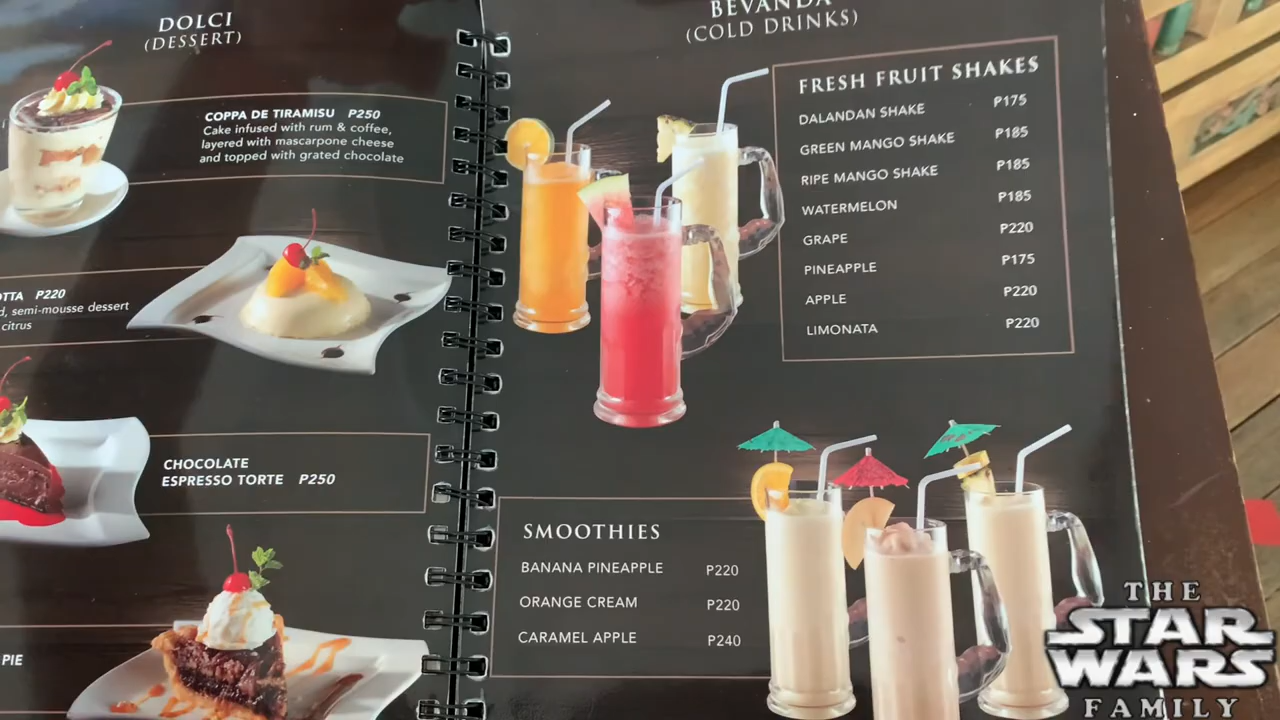 DOLCI
(DESSERT)
COPPA DE TIRAMISU P250
Cake infused with rum & coffee,
layered with mascarpone cheese
and topped with grated chocolate
P220
semi-mousse dessert
citrus
CHOCOLATE
ESPRESSO TORTE P250
PIE
BEVANDA
(COLD DRINKS)
FRESH FRUIT SHAKES
DALANDAN SHAKE P175
GREEN MANGO SHAKE P185
RIPE MANGO SHAKE P185
WATERMELON P185
GRAPE P220
PINEAPPLE P175
APPLE P220
LIMONATA P220
SMOOTHIES
BANANA PINEAPPLE P220
ORANGE CREAM P220
CARAMEL APPLE P240
THE
STAR
WARS
FAMILY